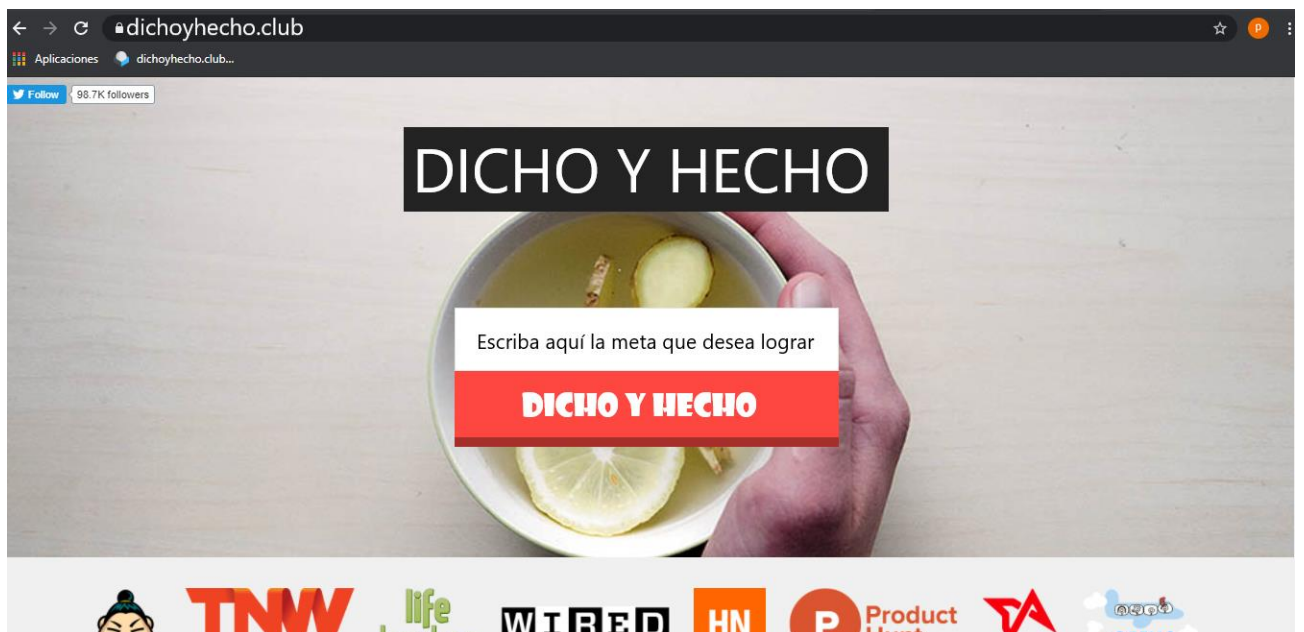 dichoyhecho.club
P
Aplicaciones
dichoyhecho.club...
Follow
98.7K followers
DICHO Y HECHO
Escriba aquí la meta que desea lograr
DICHO Y HECHO
TNW
life
WIRED
HN
P
Product
Hunt